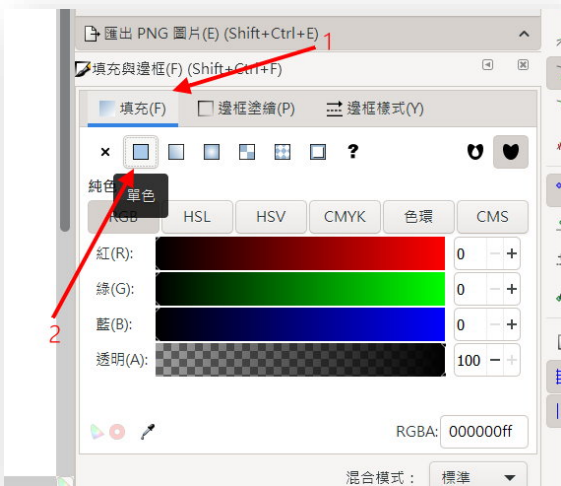 匯出 PNG 圖片(E) (Shift+Ctrl+E)
1
填充與邊框(F) (Shift+Ctrl+F)
填充(F) 邊框塗繪(P) 邊框樣式(Y)
× ?
純色
單色
RGB HSL HSV CMYK 色環 CMS
紅(R): 0 − +
綠(G): 0 − +
藍(B): 0 − +
2
透明(A): 100 − +
RGBA: 000000ff
混合模式： 標準